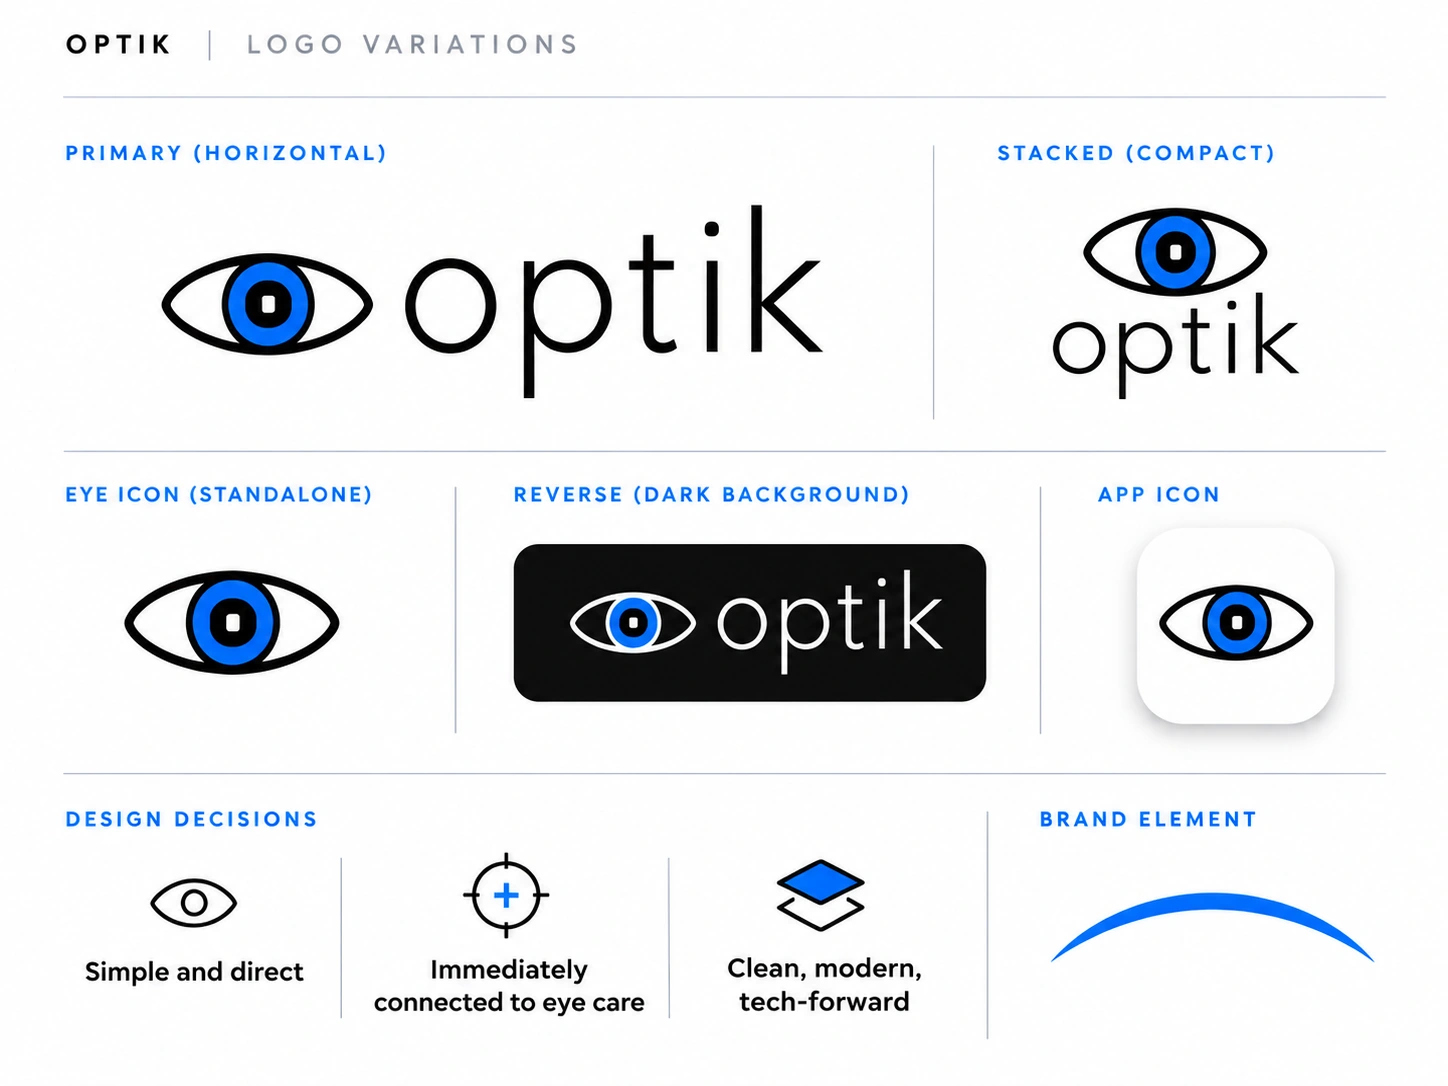 OPTIK | LOGO VARIATIONS
PRIMARY (HORIZONTAL)
optik
STACKED (COMPACT)
optik
EYE ICON (STANDALONE)
REVERSE (DARK BACKGROUND)
optik
APP ICON
DESIGN DECISIONS
Simple and direct
Immediately
connected to eye care
Clean, modern,
tech-forward
BRAND ELEMENT